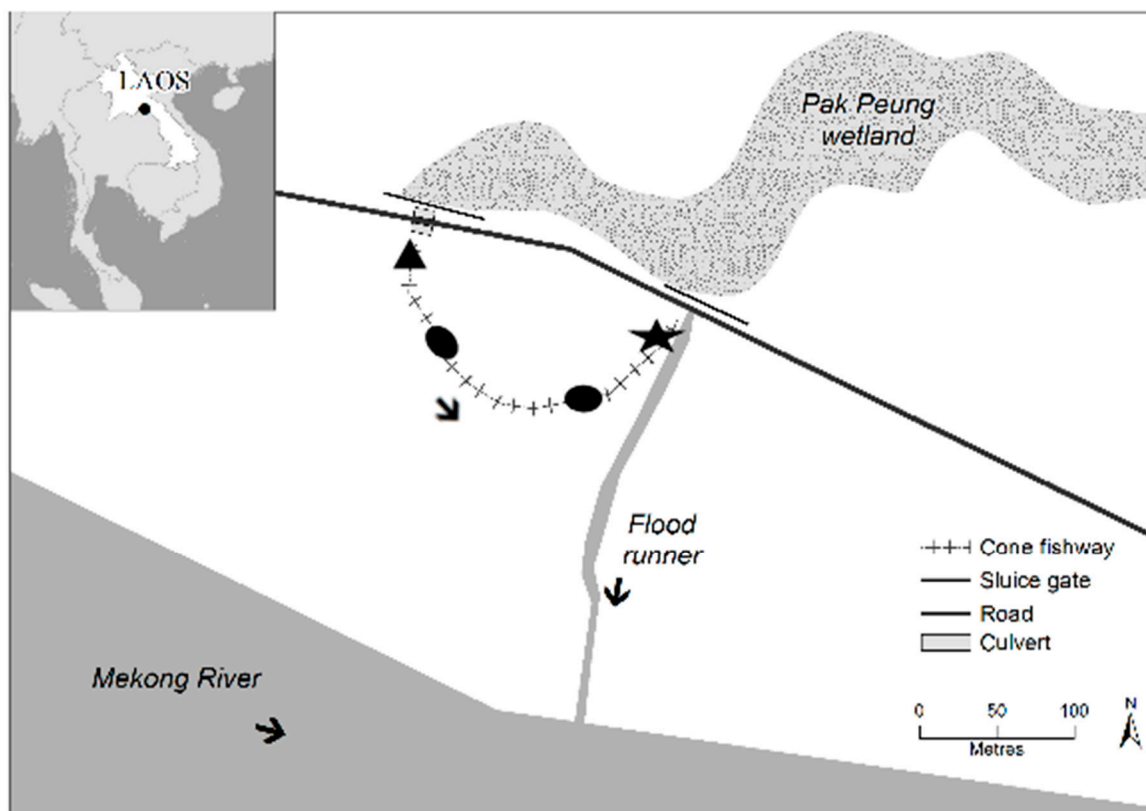 LAOS
Pak Peung
wetland
Flood
runner
Mekong River
Cone fishway
Sluice gate
Road
Culvert
0 50 100
Metres
N